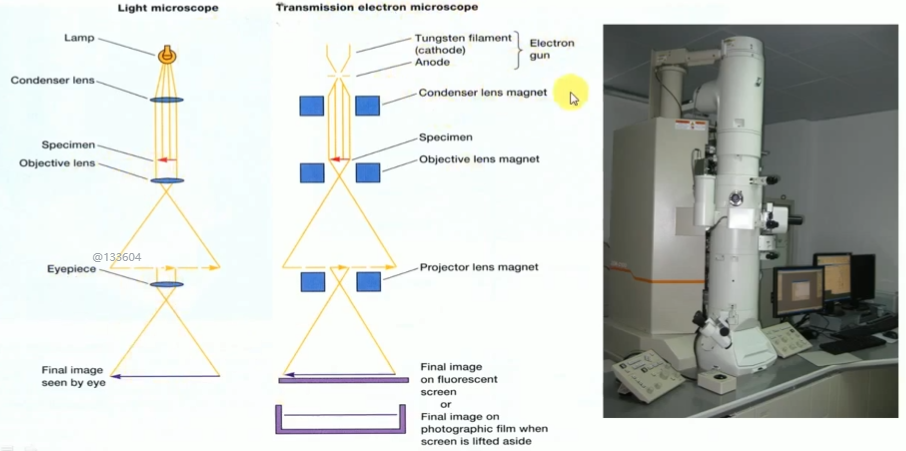 Light microscope
Lamp
Condenser lens
Specimen
Objective lens
@133604
Eyepiece
Final image
seen by eye
Transmission electron microscope
Tungsten filament
(cathode)
Anode
Electron
gun
Condenser lens magnet
Specimen
Objective lens magnet
Projector lens magnet
Final image
on fluorescent
screen
or
Final image on
photographic film when
screen is lifted aside